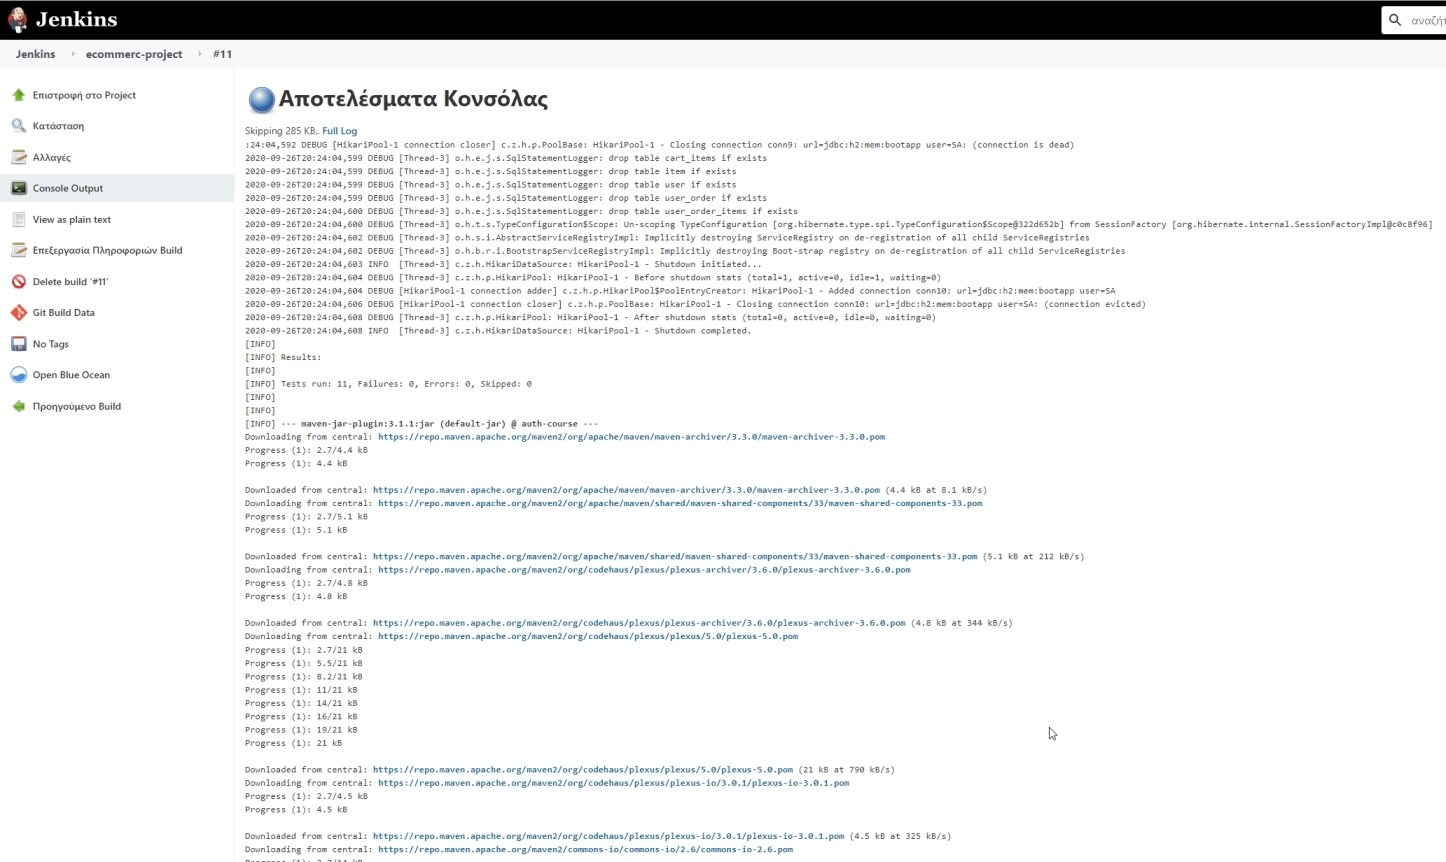 Jenkins
αναζήτ
Jenkins ecommerc-project #11
Επιστροφή στο Project
Κατάσταση
Αλλαγές
Console Output
View as plain text
Επεξεργασία Πληροφοριών Build
Delete build '#11'
Git Build Data
No Tags
Open Blue Ocean
Προηγούμενο Build
Αποτελέσματα Κονσόλας
Skipping 285 KB.. Full Log
:24:04,592 DEBUG [HikariPool-1 connection closer] c.z.h.p.PoolBase: HikariPool-1 - Closing connection conn9: url=jdbc:h2:mem:bootapp user=SA: (connection is dead)
2020-09-26T20:24:04,599 DEBUG [Thread-3] o.h.e.j.s.SqlStatementLogger: drop table cart_items if exists
2020-09-26T20:24:04,599 DEBUG [Thread-3] o.h.e.j.s.SqlStatementLogger: drop table item if exists
2020-09-26T20:24:04,599 DEBUG [Thread-3] o.h.e.j.s.SqlStatementLogger: drop table user if exists
2020-09-26T20:24:04,599 DEBUG [Thread-3] o.h.e.j.s.SqlStatementLogger: drop table user_order if exists
2020-09-26T20:24:04,600 DEBUG [Thread-3] o.h.e.j.s.SqlStatementLogger: drop table user_order_items if exists
2020-09-26T20:24:04,600 DEBUG [Thread-3] o.h.t.s.TypeConfiguration$Scope: Un-scoping TypeConfiguration [org.hibernate.type.spi.TypeConfiguration$Scope@322d652b] from SessionFactory [org.hibernate.internal.SessionFactoryImpl@c0c8f96]
2020-09-26T20:24:04,602 DEBUG [Thread-3] o.h.s.i.AbstractServiceRegistryImpl: Implicitly destroying ServiceRegistry on de-registration of all child ServiceRegistries
2020-09-26T20:24:04,602 DEBUG [Thread-3] o.h.b.r.i.BootstrapServiceRegistryImpl: Implicitly destroying Boot-strap registry on de-registration of all child ServiceRegistries
2020-09-26T20:24:04,603 INFO  [Thread-3] c.z.h.HikariDataSource: HikariPool-1 - Shutdown initiated...
2020-09-26T20:24:04,604 DEBUG [Thread-3] c.z.h.p.HikariPool: HikariPool-1 - Before shutdown stats (total=1, active=0, idle=1, waiting=0)
2020-09-26T20:24:04,606 DEBUG [HikariPool-1 connection adder] c.z.h.p.HikariPool$PoolEntryCreator: HikariPool-1 - Added connection conn10: url=jdbc:h2:mem:bootapp user=SA
2020-09-26T20:24:04,606 DEBUG [HikariPool-1 connection closer] c.z.h.p.PoolBase: HikariPool-1 - Closing connection conn10: url=jdbc:h2:mem:bootapp user=SA: (connection evicted)
2020-09-26T20:24:04,608 DEBUG [Thread-3] c.z.h.p.HikariPool: HikariPool-1 - After shutdown stats (total=0, active=0, idle=0, waiting=0)
2020-09-26T20:24:04,608 INFO  [Thread-3] c.z.h.HikariDataSource: HikariPool-1 - Shutdown completed.
[INFO]
[INFO] Results:
[INFO]
[INFO] Tests run: 11, Failures: 0, Errors: 0, Skipped: 0
[INFO]
[INFO]
[INFO] --- maven-jar-plugin:3.1.1:jar (default-jar) @ auth-course ---
Downloading from central: https://repo.maven.apache.org/maven2/org/apache/maven/maven-archiver/3.3.0/maven-archiver-3.3.0.pom
Progress (1): 2.7/4.4 kB
Progress (1): 4.4 kB
Downloaded from central: https://repo.maven.apache.org/maven2/org/apache/maven/maven-archiver/3.3.0/maven-archiver-3.3.0.pom (4.4 kB at 8.1 kB/s)
Downloading from central: https://repo.maven.apache.org/maven2/org/apache/maven/shared/maven-shared-components/33/maven-shared-components-33.pom
Progress (1): 2.7/5.1 kB
Progress (1): 5.1 kB
Downloaded from central: https://repo.maven.apache.org/maven2/org/apache/maven/shared/maven-shared-components/33/maven-shared-components-33.pom (5.1 kB at 212 kB/s)
Downloading from central: https://repo.maven.apache.org/maven2/org/codehaus/plexus/plexus-archiver/3.6.0/plexus-archiver-3.6.0.pom
Progress (1): 2.7/4.8 kB
Progress (1): 4.8 kB
Downloaded from central: https://repo.maven.apache.org/maven2/org/codehaus/plexus/plexus-archiver/3.6.0/plexus-archiver-3.6.0.pom (4.8 kB at 344 kB/s)
Downloading from central: https://repo.maven.apache.org/maven2/org/codehaus/plexus/plexus/5.0/plexus-5.0.pom
Progress (1): 2.7/21 kB
Progress (1): 5.5/21 kB
Progress (1): 8.2/21 kB
Progress (1): 11/21 kB
Progress (1): 14/21 kB
Progress (1): 16/21 kB
Progress (1): 19/21 kB
Progress (1): 21 kB
Downloaded from central: https://repo.maven.apache.org/maven2/org/codehaus/plexus/plexus/5.0/plexus-5.0.pom (21 kB at 790 kB/s)
Downloading from central: https://repo.maven.apache.org/maven2/org/codehaus/plexus/plexus-io/3.0.1/plexus-io-3.0.1.pom
Progress (1): 2.7/4.5 kB
Progress (1): 4.5 kB
Downloaded from central: https://repo.maven.apache.org/maven2/org/codehaus/plexus/plexus-io/3.0.1/plexus-io-3.0.1.pom (4.5 kB at 325 kB/s)
Downloading from central: https://repo.maven.apache.org/maven2/commons-io/commons-io/2.6/commons-io-2.6.pom